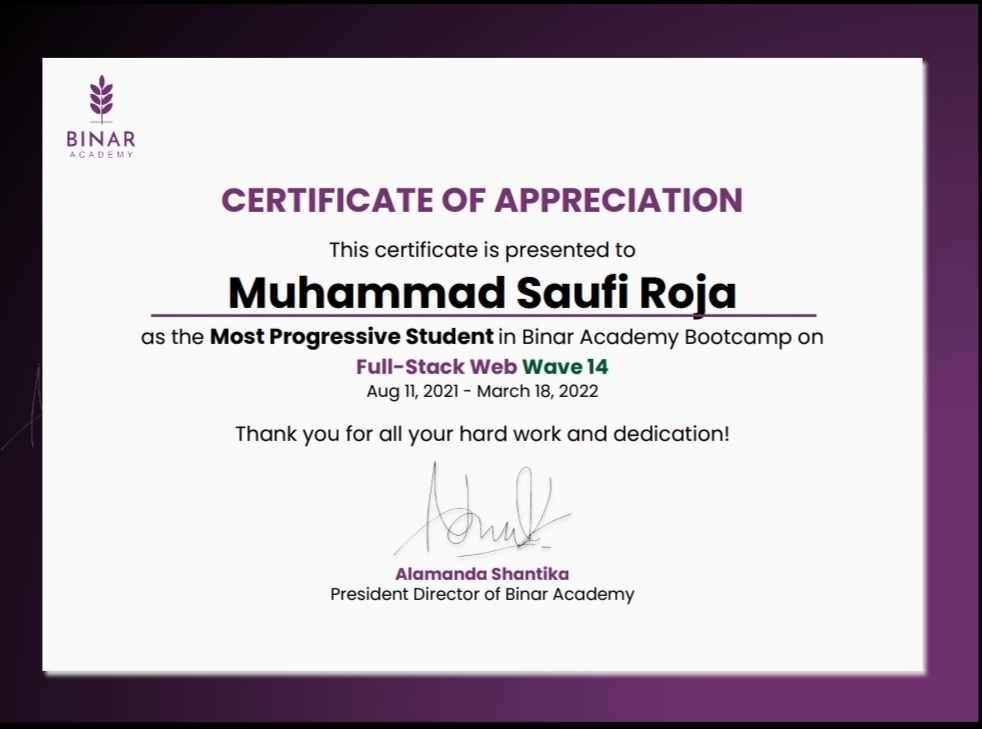 BINAR
ACADEMY
CERTIFICATE OF APPRECIATION
This certificate is presented to
Muhammad Saufi Roja
as the Most Progressive Student in Binar Academy Bootcamp on
Full-Stack Web Wave 14
Aug 11, 2021 - March 18, 2022
Thank you for all your hard work and dedication!
Alamanda Shantika
President Director of Binar Academy